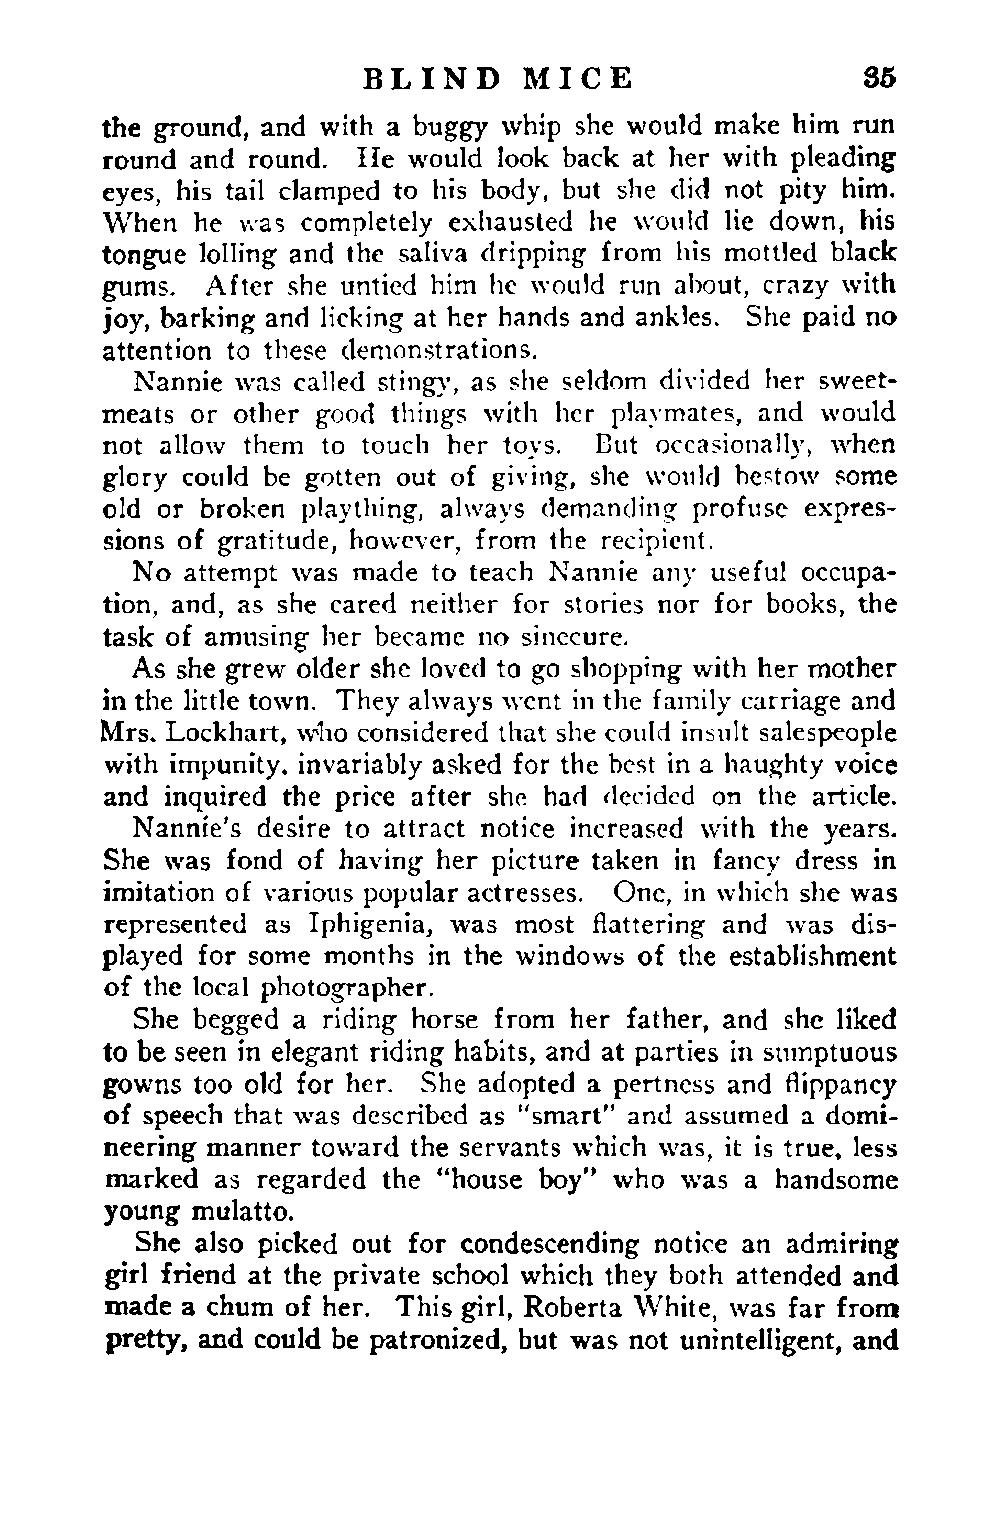 BLIND MICE 35
the ground, and with a buggy whip she would make him run
round and round. He would look back at her with pleading
eyes, his tail clamped to his body, but she did not pity him.
When he was completely exhausted he would lie down, his
tongue lolling and the saliva dripping from his mottled black
gums. After she untied him he would run about, crazy with
joy, barking and licking at her hands and ankles. She paid no
attention to these demonstrations.
Nannie was called stingy, as she seldom divided her sweet-
meats or other good things with her playmates, and would
not allow them to touch her toys. But occasionally, when
glory could be gotten out of giving, she would bestow some
old or broken plaything, always demanding profuse expres-
sions of gratitude, however, from the recipient.
No attempt was made to teach Nannie any useful occupa-
tion, and, as she cared neither for stories nor for books, the
task of amusing her became no sinecure.
As she grew older she loved to go shopping with her mother
in the little town. They always went in the family carriage and
Mrs. Lockhart, who considered that she could insult salespeople
with impunity, invariably asked for the best in a haughty voice
and inquired the price after she had decided on the article.
Nannie's desire to attract notice increased with the years.
She was fond of having her picture taken in fancy dress in
imitation of various popular actresses. One, in which she was
represented as Iphigenia, was most flattering and was dis-
played for some months in the windows of the establishment
of the local photographer.
She begged a riding horse from her father, and she liked
to be seen in elegant riding habits, and at parties in sumptuous
gowns too old for her. She adopted a pertness and flippancy
of speech that was described as "smart" and assumed a domi-
neering manner toward the servants which was, it is true, less
marked as regarded the "house boy" who was a handsome
young mulatto.
She also picked out for condescending notice an admiring
girl friend at the private school which they both attended and
made a chum of her. This girl, Roberta White, was far from
pretty, and could be patronized, but was not unintelligent, and